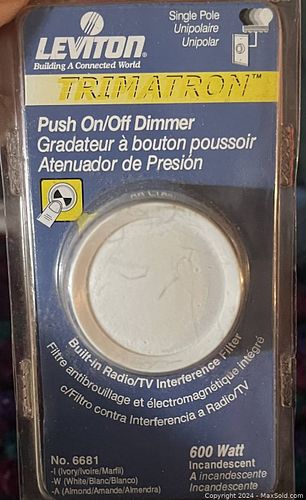 Single Pole
Unipolaire
Unipolar
LEVITON®
Building A Connected World
TRIMATRON™
Push On/Off Dimmer
Gradateur à bouton poussoir
Atenuador de Presión
Built-in Radio/TV Interference Filter
Filtre antibrouillage et électromagnétique intégré
c/Filtro contra Interferencia a Radio/TV
No. 6681
-I (Ivory/Ivoire/Marfil)
-W (White/Blanc/Blanco)
-A (Almond/Amande/Almendra)
600 Watt
Incandescent
A incandescente
Incandescente
Copyright 2024 - MaxSold.com